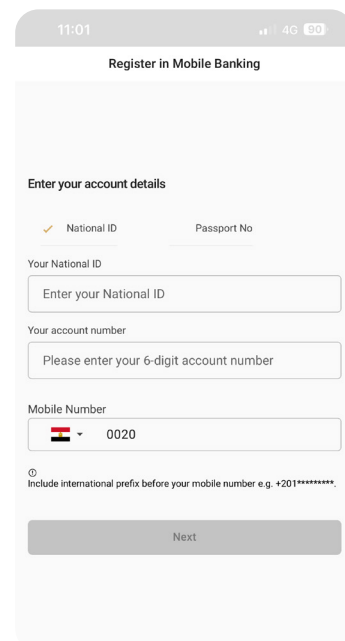 11:01 4G 90
Register in Mobile Banking
Enter your account details
National ID Passport No
Your National ID
Enter your National ID
Your account number
Please enter your 6-digit account number
Mobile Number
0020
Include international prefix before your mobile number e.g. +201*********.
Next